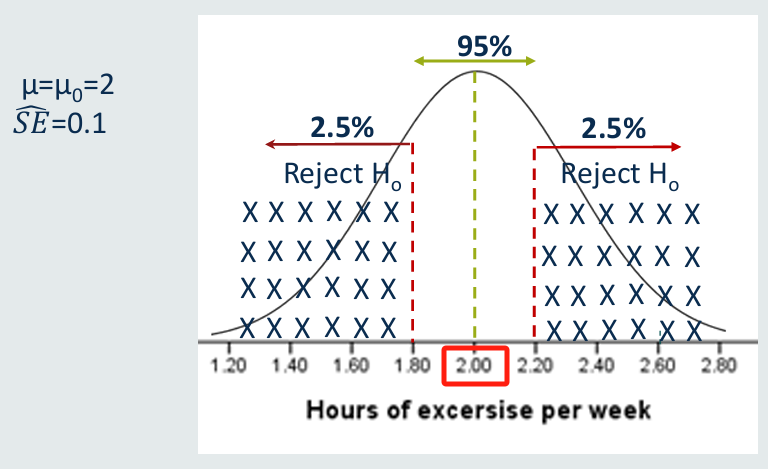 μ=μ₀=2
𝑆𝐸̂=0.1
95%
2.5%
2.5%
Reject Hₒ
Reject Hₒ
X X X X X X
X X X X X X
X X X X X X
X X X X X X
X X X X X X
X X X X X X
X X X X X X
X X X X X X
1.20 1.40 1.60 1.80 2.00 2.20 2.40 2.60 2.80
Hours of excersise per week